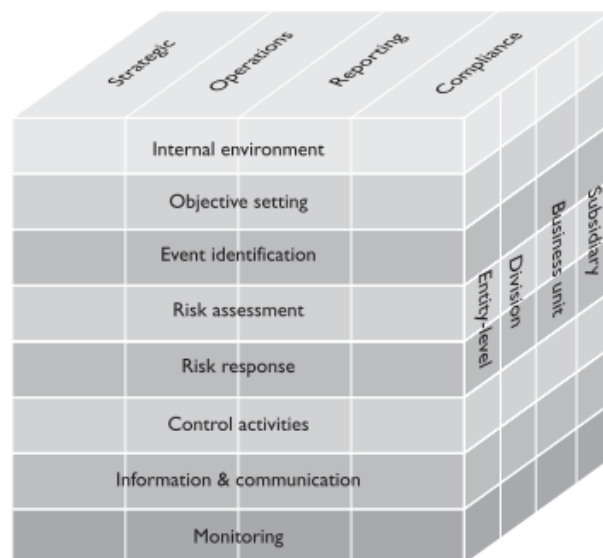 Strategic
Operations
Reporting
Compliance
Internal environment
Objective setting
Event identification
Risk assessment
Risk response
Control activities
Information & communication
Monitoring
Entity-level
Division
Business unit
Subsidiary